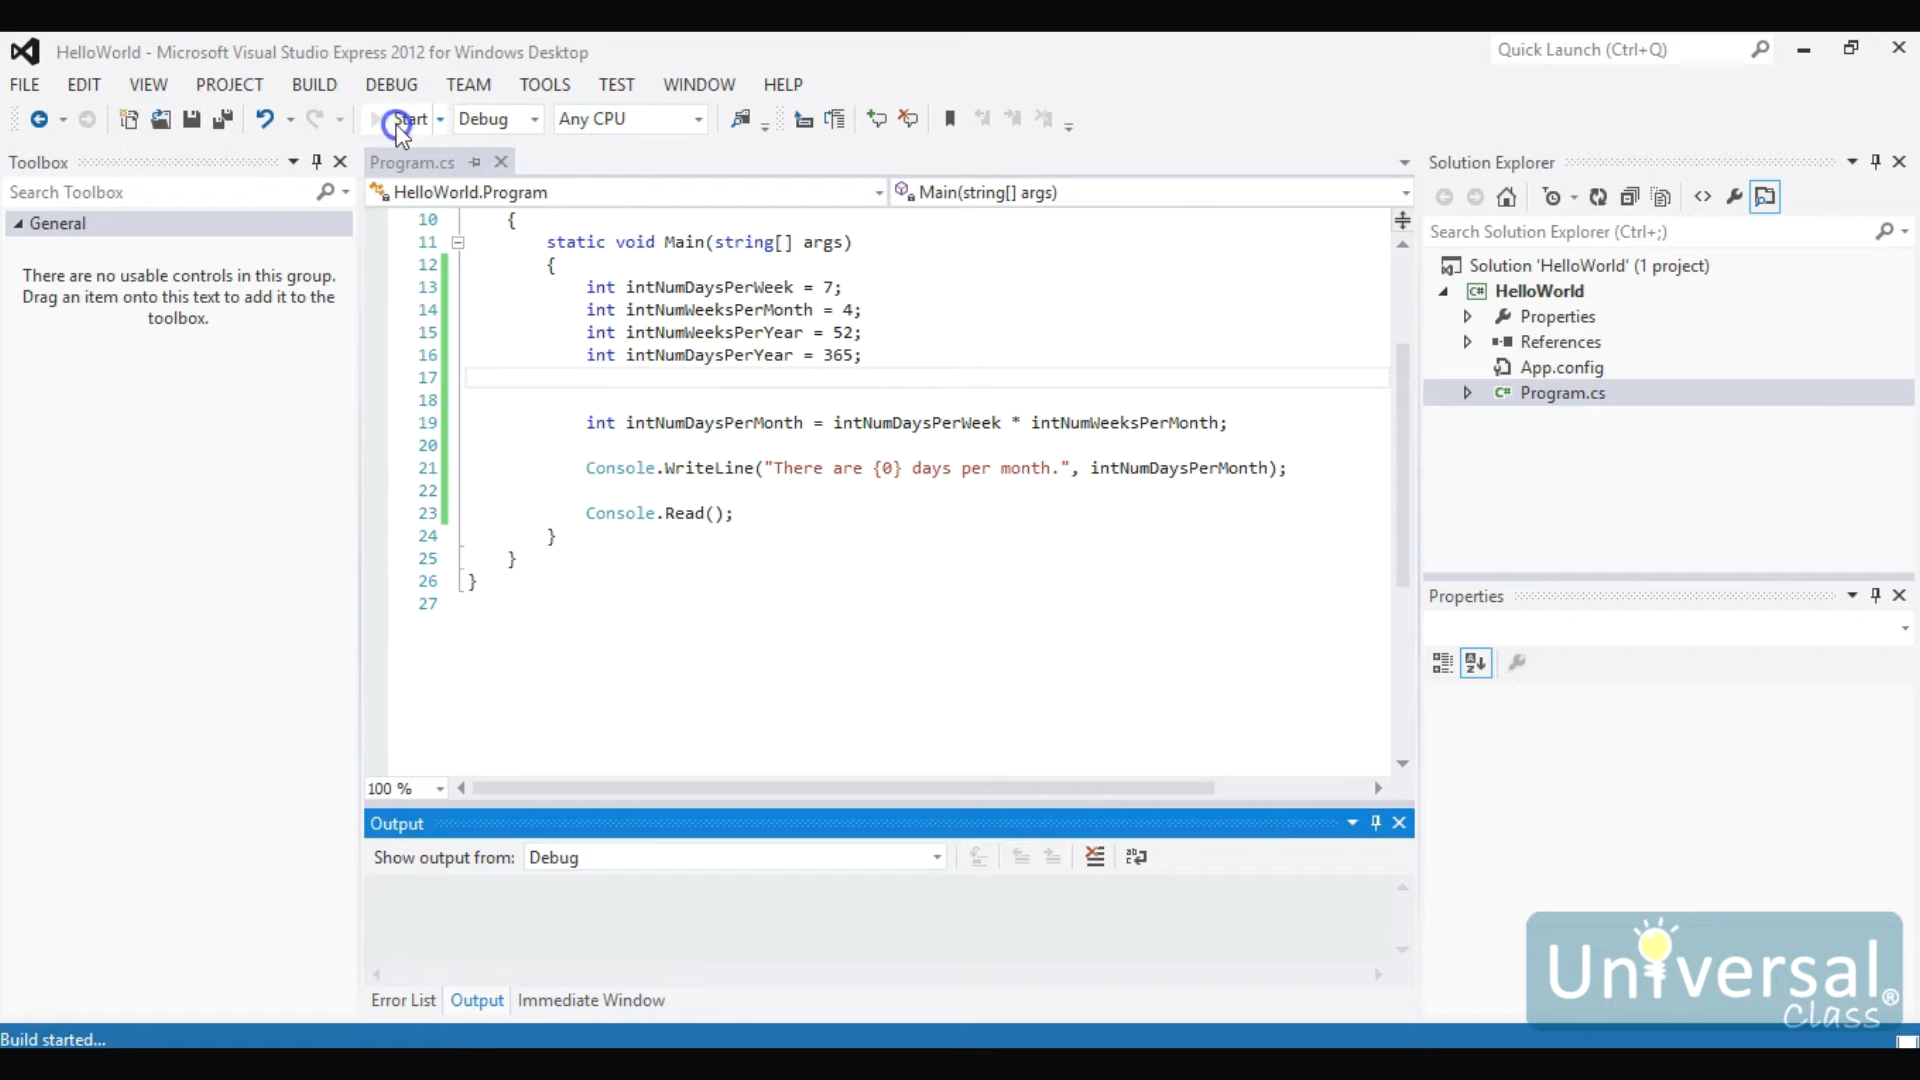 HelloWorld - Microsoft Visual Studio Express 2012 for Windows Desktop
Quick Launch (Ctrl+Q)
FILE EDIT VIEW PROJECT BUILD DEBUG TEAM TOOLS TEST WINDOW HELP
Start Debug Any CPU
Toolbox
Search Toolbox
General
There are no usable controls in this group.
Drag an item onto this text to add it to the
toolbox.
Program.cs
HelloWorld.Program Main(string[] args)
10 {
11 static void Main(string[] args)
12 {
13 int intNumDaysPerWeek = 7;
14 int intNumWeeksPerMonth = 4;
15 int intNumWeeksPerYear = 52;
16 int intNumDaysPerYear = 365;
17
18
19 int intNumDaysPerMonth = intNumDaysPerWeek * intNumWeeksPerMonth;
20
21 Console.WriteLine("There are {0} days per month.", intNumDaysPerMonth);
22
23 Console.Read();
24 }
25 }
26 }
27
100 %
Output
Show output from: Debug
Error List Output Immediate Window
Solution Explorer
Search Solution Explorer (Ctrl+;)
Solution 'HelloWorld' (1 project)
C# HelloWorld
Properties
References
App.config
C# Program.cs
Properties
Universal
Class®
Build started...